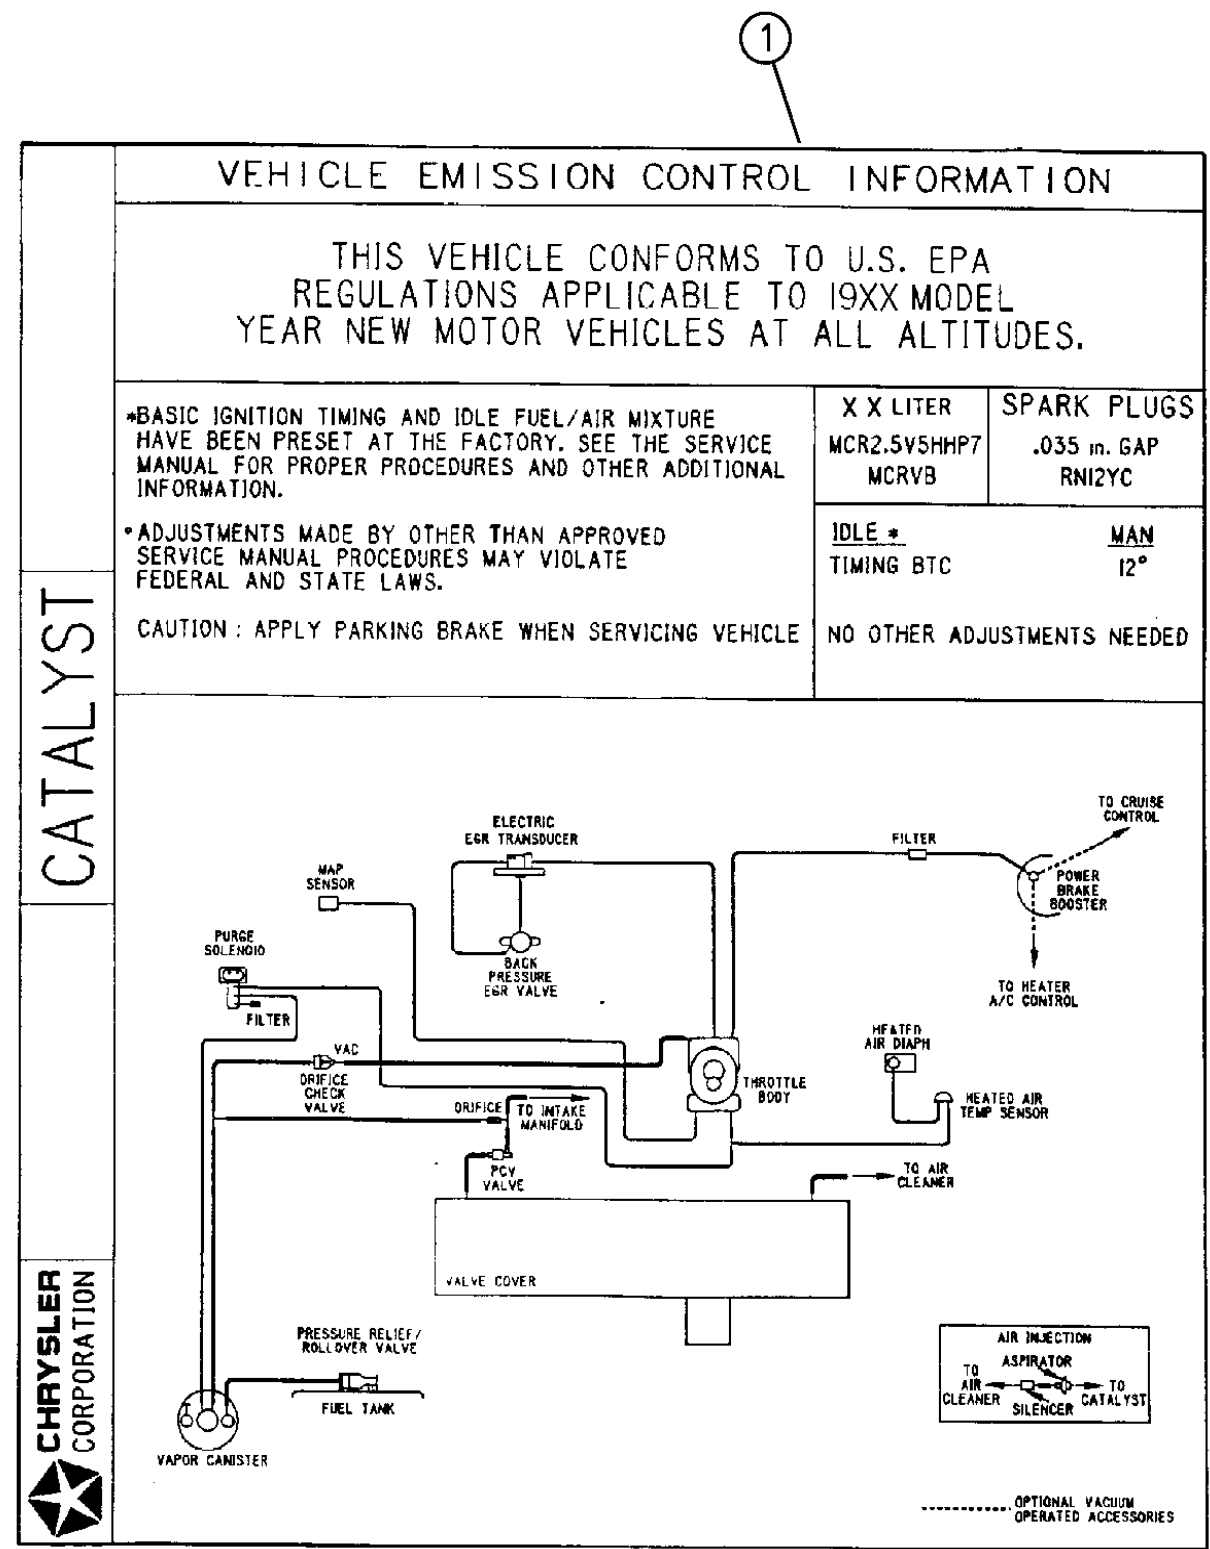 1
VEHICLE EMISSION CONTROL INFORMATION
THIS VEHICLE CONFORMS TO U.S. EPA
REGULATIONS APPLICABLE TO 19XX MODEL
YEAR NEW MOTOR VEHICLES AT ALL ALTITUDES.
*BASIC IGNITION TIMING AND IDLE FUEL/AIR MIXTURE
HAVE BEEN PRESET AT THE FACTORY. SEE THE SERVICE
MANUAL FOR PROPER PROCEDURES AND OTHER ADDITIONAL
INFORMATION.
•ADJUSTMENTS MADE BY OTHER THAN APPROVED
SERVICE MANUAL PROCEDURES MAY VIOLATE
FEDERAL AND STATE LAWS.
CAUTION : APPLY PARKING BRAKE WHEN SERVICING VEHICLE
X X LITER
MCR2.5V5HHP7
MCRVB
SPARK PLUGS
.035 in. GAP
RN12YC
IDLE * MAN
TIMING BTC 12°
NO OTHER ADJUSTMENTS NEEDED
CATALYST
CHRYSLER
CORPORATION
ELECTRIC
EGR TRANSDUCER
MAP
SENSOR
PURGE
SOLENOID
FILTER
BACK
PRESSURE
EGR VALVE
FILTER
TO CRUISE
CONTROL
POWER
BRAKE
BOOSTER
TO HEATER
A/C CONTROL
HEATED
AIR DIAPH
HEATED AIR
TEMP SENSOR
THROTTLE
BODY
VAC
ORIFICE
CHECK
VALVE
ORIFICE
TO INTAKE
MANIFOLD
PCV
VALVE
TO AIR
CLEANER
VALVE COVER
PRESSURE RELIEF/
ROLLOVER VALVE
FUEL TANK
VAPOR CANISTER
AIR INJECTION
ASPIRATOR
TO
AIR
CLEANER
SILENCER
TO
CATALYST
OPTIONAL VACUUM
OPERATED ACCESSORIES